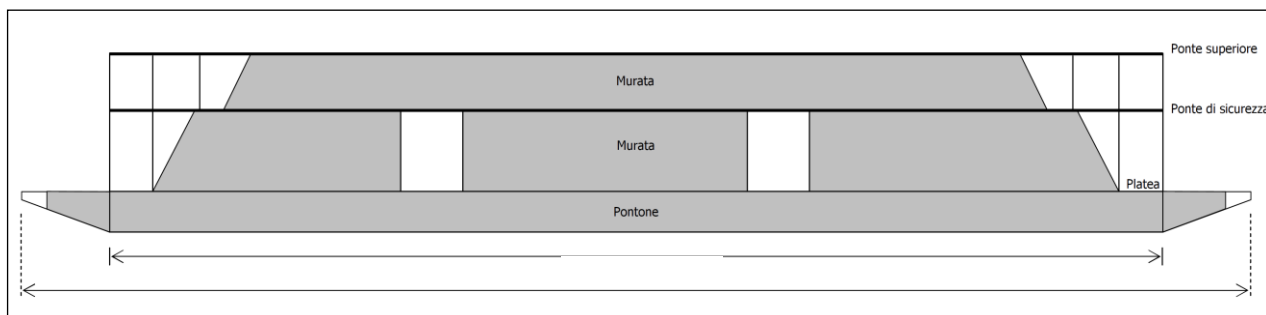 Ponte superiore
Murata
Ponte di sicurezza
Murata
Platea
Pontone